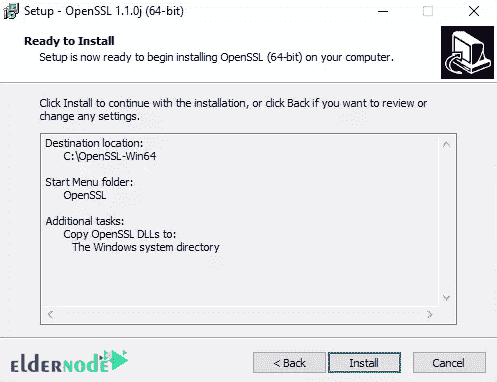 Setup - OpenSSL 1.1.0j (64-bit)
Ready to Install
Setup is now ready to begin installing OpenSSL (64-bit) on your computer.
Click Install to continue with the installation, or click Back if you want to review or
change any settings.
Destination location:
C:\OpenSSL-Win64
Start Menu folder:
OpenSSL
Additional tasks:
Copy OpenSSL DLLs to:
The Windows system directory
elderNode
< Back
Install
Cancel